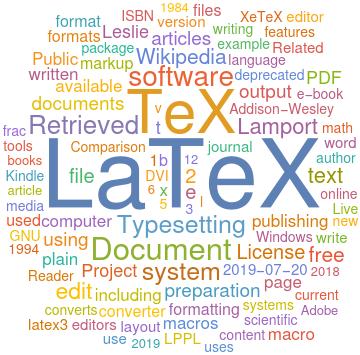 ISBN 1984 files
format Leslie version XeTeX editor
formats articles writing features
package Wikipedia example Related
Public markup language
written software deprecated PDF
available output e-book
documents TeX Addison-Wesley
Retrieved v t Lamport math
frac word
tools Comparison journal author
books LaTeX
Kindle file DVI 1b 12 2 text
article 6 x e l online
media 5 3 Live
used computer Typesetting publishing new
GNU using Document Windows write
1994 plain License free
Reader Project system 2019-07-20 2018
edit including preparation page current
converts converter formatting systems Adobe
latex3 editors layout macros scientific
use 2019 LPPL content macro
uses